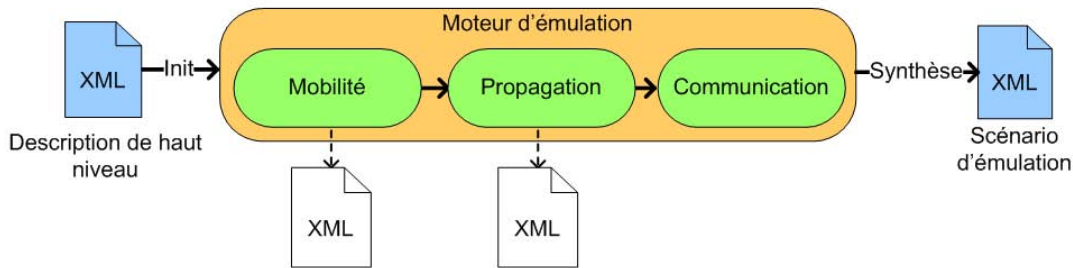 Moteur d'émulation
XML
Init
Mobilité
Propagation
Communication
Synthèse
XML
Description de haut
niveau
Scénario
d'émulation
XML
XML